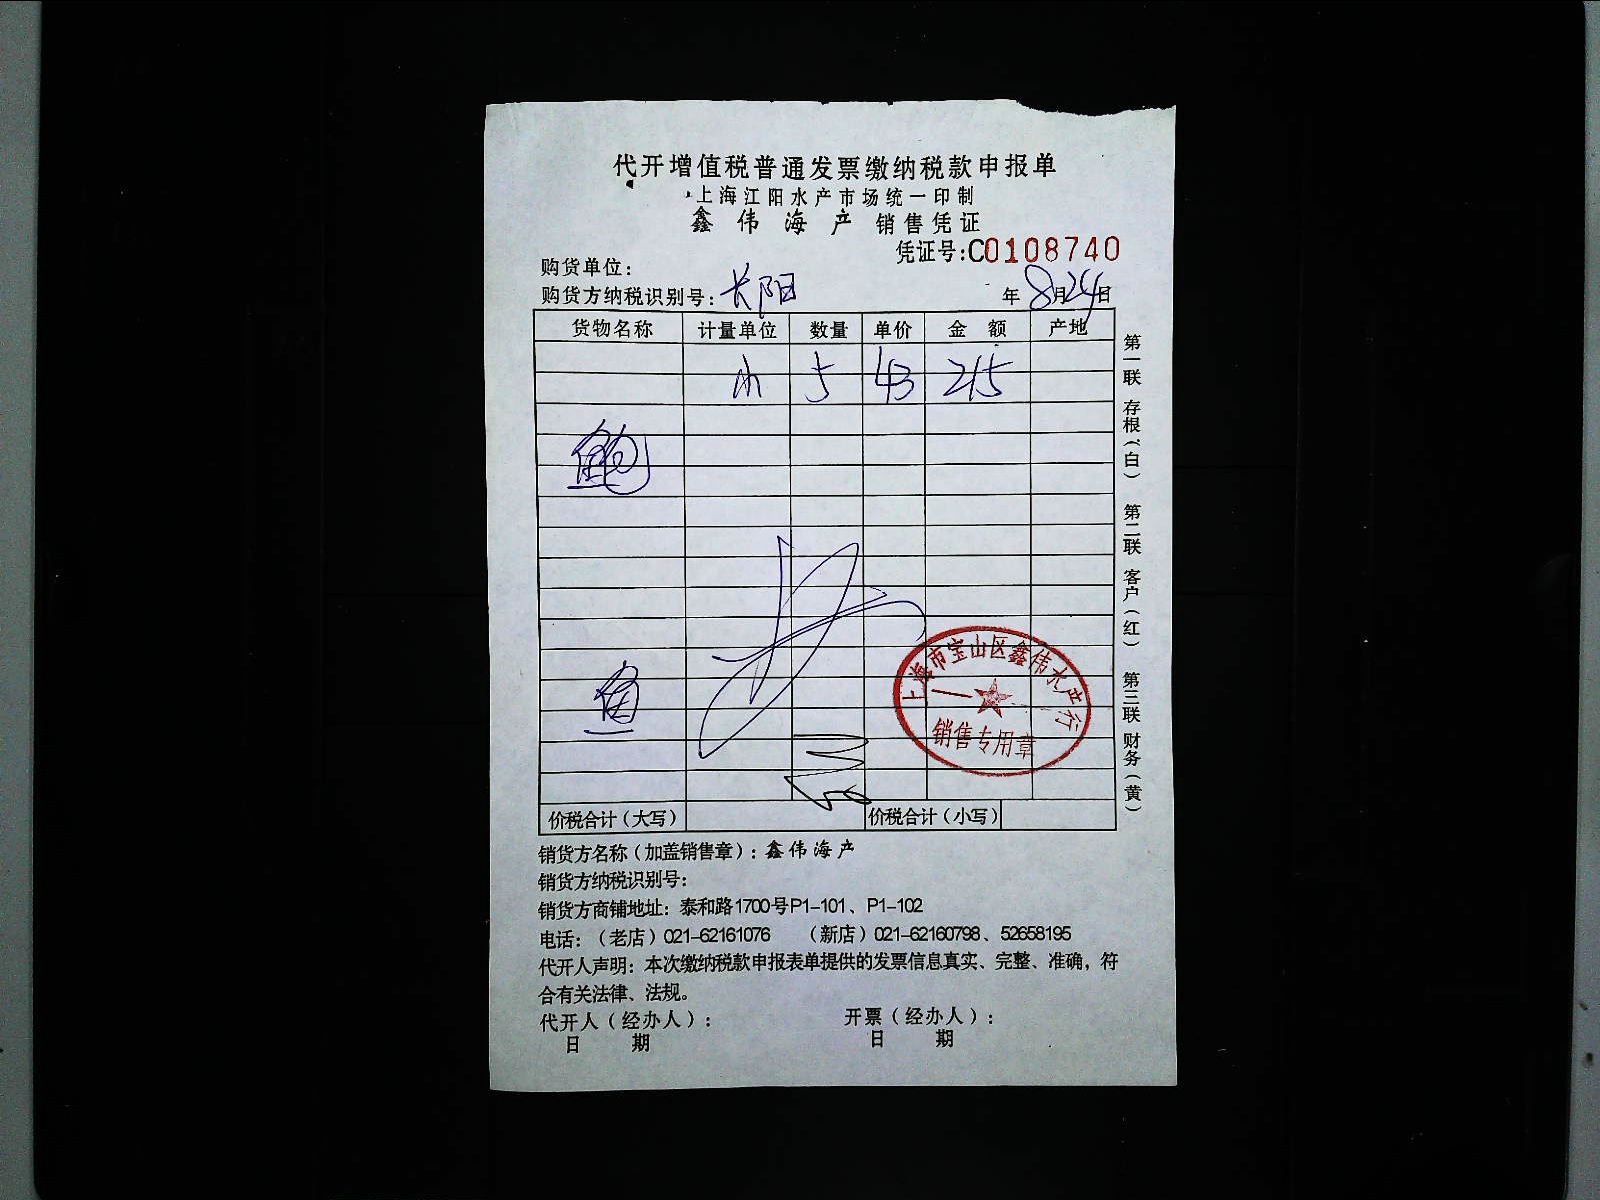 代开增值税普通发票缴纳税款申报单
上海江阳水产市场统一印制
鑫伟海产 销售凭证
凭证号:C0108740
购货单位:
购货方纳税识别号: 长阳 年8月24日
货物名称 计量单位 数量 单价 金额 产地
5 43 215
鲍
鱼
价税合计(大写) 价税合计(小写)
上海市宝山区鑫伟水产行
销售专用章
第一联 存根(白) 第二联 客户(红) 第三联 财务(黄)
销货方名称(加盖销售章): 鑫伟海产
销货方纳税识别号:
销货方商铺地址: 泰和路1700号P1-101、P1-102
电话:(老店)021-62161076 (新店)021-62160798、52658195
代开人声明: 本次缴纳税款申报表单提供的发票信息真实、完整、准确, 符
合有关法律、法规。
代开人(经办人): 开票(经办人):
日期 日期